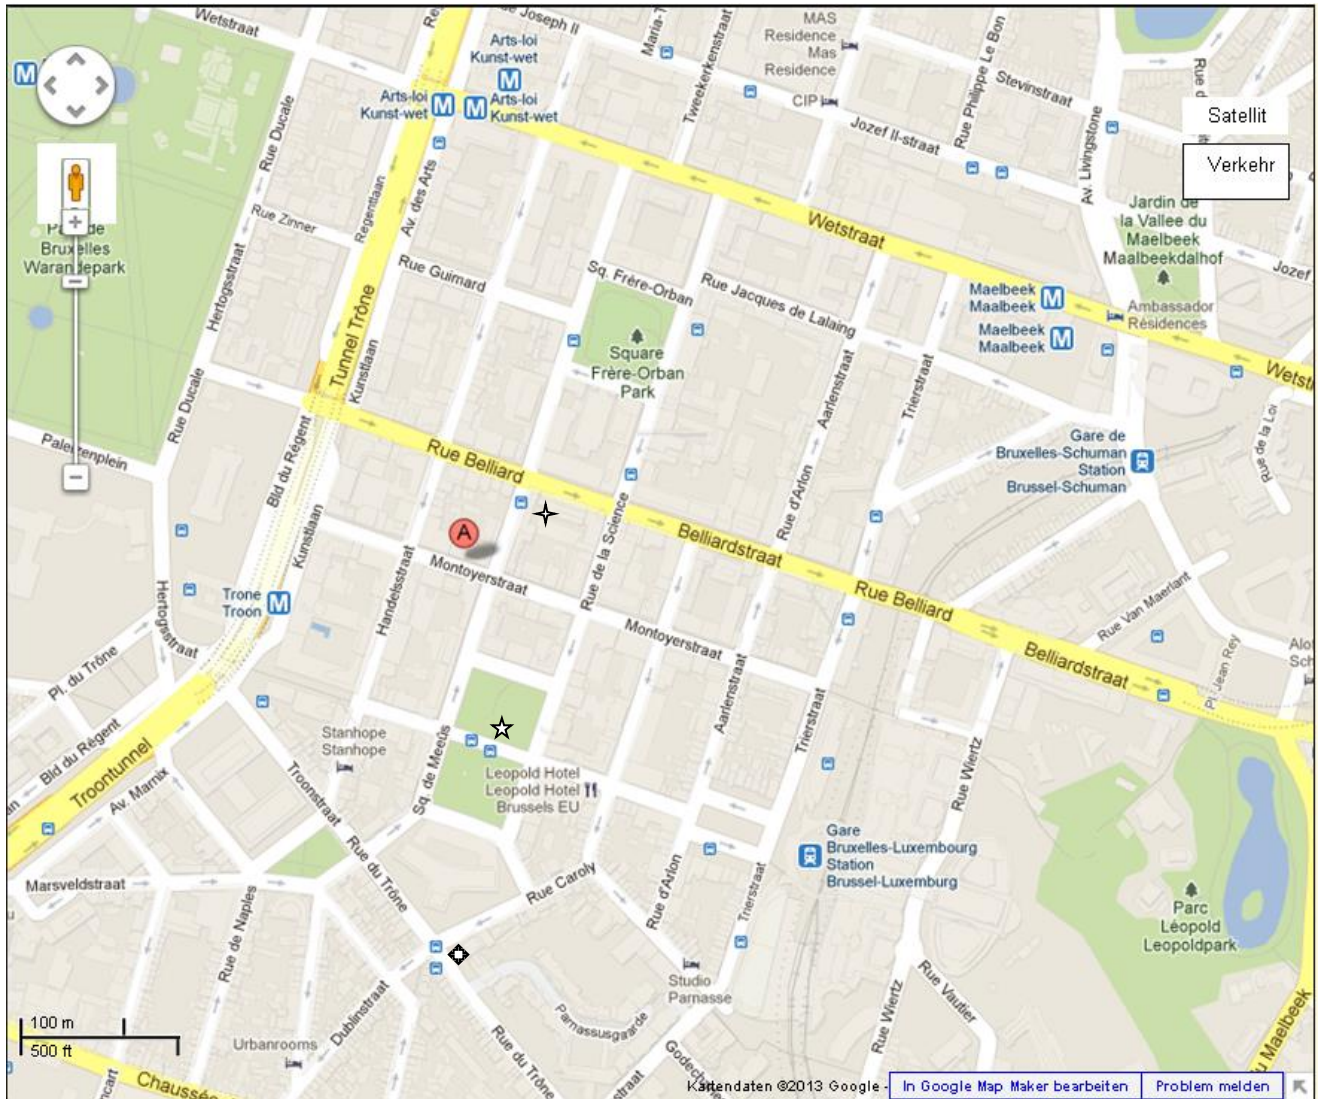 Wetstraat
Re
e Joseph II
Maria-T
Tweekerkenstraat
MAS
Residence
Mas
Residence
CIP
Rue Philippe Le Bon
Stevinstraat
Rue d
Av. Livingstone
Satellit
Verkehr
M
Arts-loi
Kunst-wet
M
Arts-loi
Kunst-wet
M
M
Arts-loi
Kunst-wet
Jozef II-straat
Rue Ducale
Regentlaan
Av. des Arts
Rue Zinner
Hertogsstraat
Bruxelles
Warandepark
Rue Guimard
Sq. Frère-Orban
Rue Jacques de Lalaing
Wetstraat
Jardin de
la Vallee du
Maelbeek
Maalbeekdalhof
Jozef
Maelbeek
Maalbeek
M
Maelbeek
Maalbeek
M
Ambassador
Résidences
Tunnel Trône
Kunstlaan
Square
Frère-Orban
Park
Aarlenstraat
Trierstraat
Wetst
Rue Ducale
Paleizenplein
Bld du Régent
Rue Belliard
Gare de
Bruxelles-Schuman
Station
Brussel-Schuman
Rue de la Loi
Kunstlaan
A
Rue de la Science
Rue d'Arlon
Belliardstraat
Rue Belliard
Montoyerstraat
Handelsstraat
Hertogsstraat
Trone
Troon
M
Montoyerstraat
Rue Van Maerlant
Belliardstraat
Pl. Jean Rey
Alo
Sch
Pl. du Trône
Aarlenstraat
Trierstraat
Bld du Régent
Troontunnel
Av. Marnix
Stanhope
Stanhope
Sq. de Meeûs
Troonstraat
Leopold Hotel
Leopold Hotel
Brussels EU
Rue Wiertz
Rue du Trône
Gare
Bruxelles-Luxembourg
Station
Brussel-Luxemburg
Marsveldstraat
Rue de Naples
Rue Caroly
Rue d'Arlon
Trierstraat
Parc
Léopold
Leopoldpark
Studio
Parnasse
Rue Wiertz
Rue Vautier
Dublinstraat
Parnassusgaarde
Rue du Trône
Godech
straat
u Maelbeek
100 m
500 ft
Urbanrooms
Chaussé
ncart
Kartendaten ©2013 Google - In Google Map Maker bearbeiten Problem melden